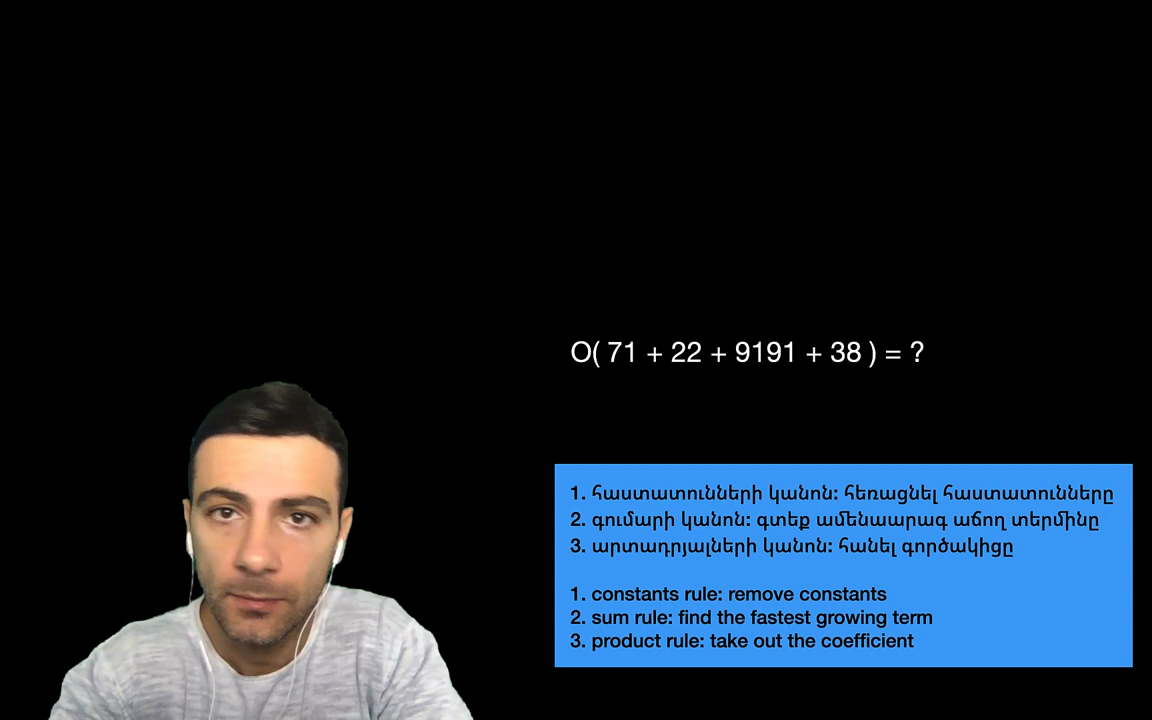 O( 71 + 22 + 9191 + 38 ) = ?
1. հաստատունների կանոն: հեռացնել հաստատունները
2. գումարի կանոն: գտեք ամենաարագ աճող տերմինը
3. արտադրյալների կանոն: հանել գործակիցը
1. constants rule: remove constants
2. sum rule: find the fastest growing term
3. product rule: take out the coefficient